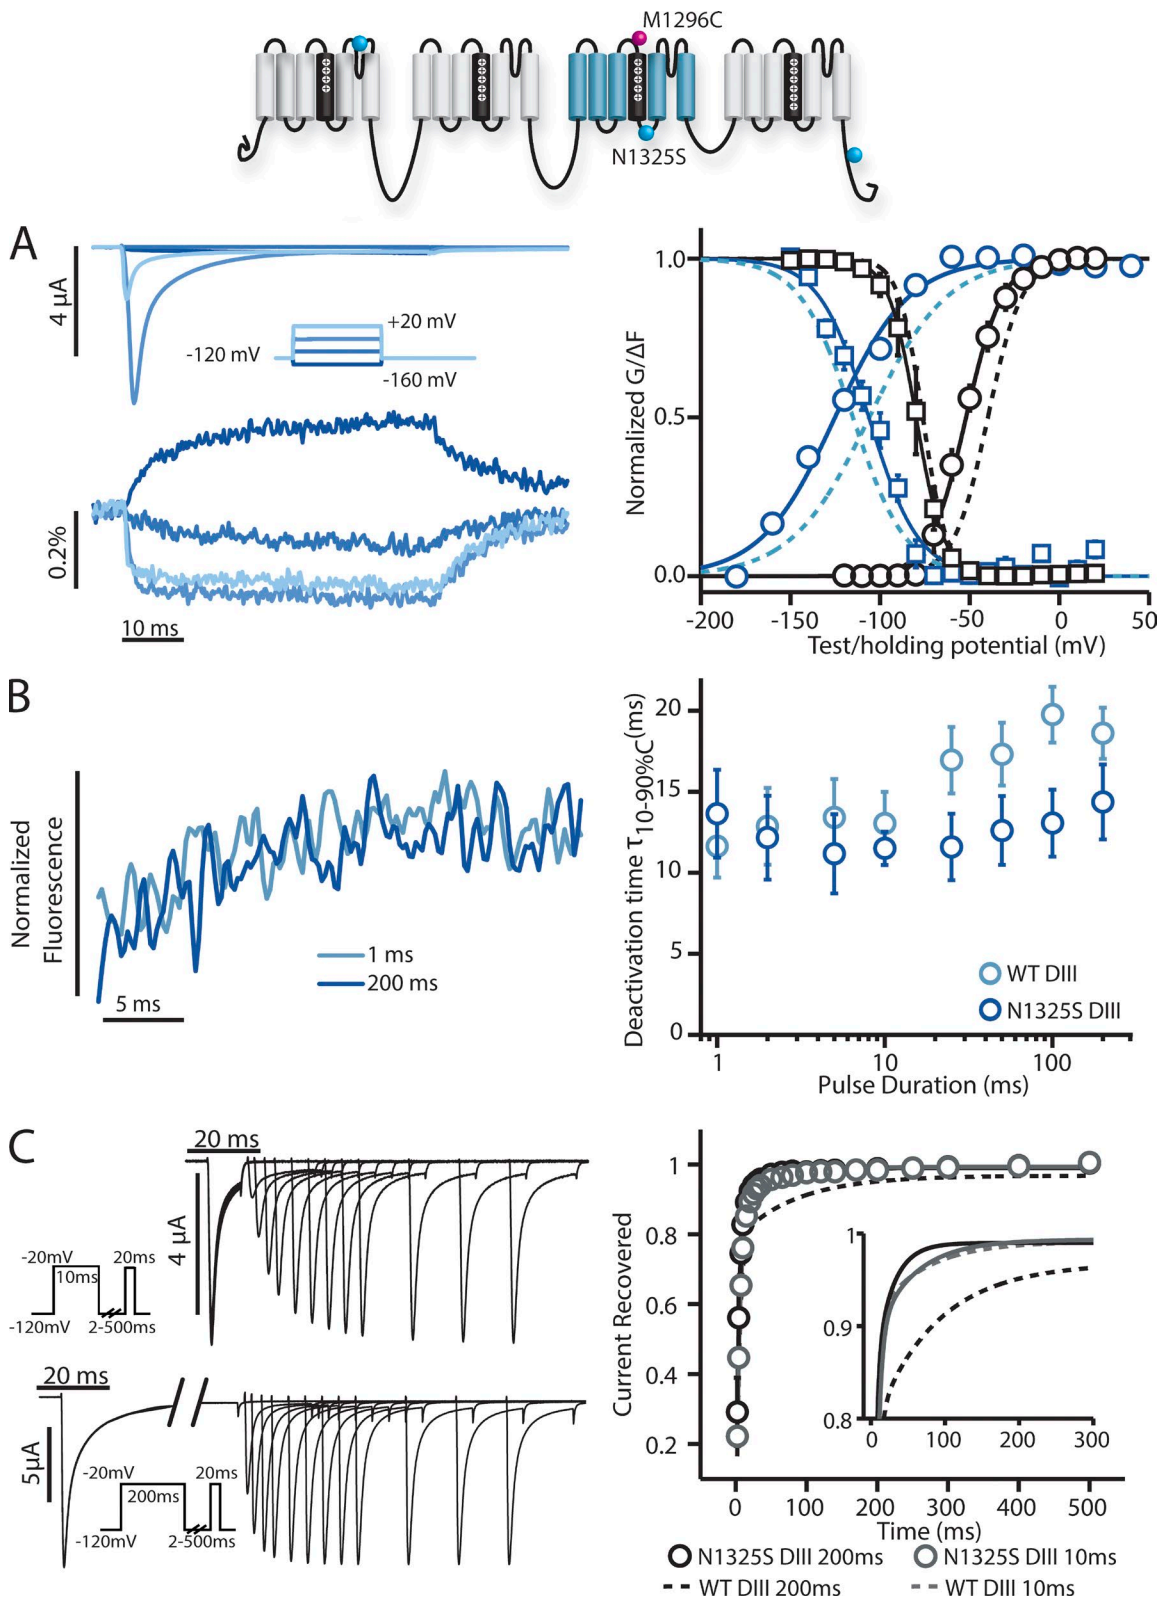 M1296C
N1325S
A
4 µA
+20 mV
-120 mV
-160 mV
0.2%
10 ms
Normalized G/ΔF
1.0
0.5
0.0
-200 -150 -100 -50 0 50
Test/holding potential (mV)
B
Normalized
Fluorescence
1 ms
200 ms
5 ms
Deactivation time τ10-90%C(ms)
20
15
10
5
0
WT DIII
N1325S DIII
1 10 100
Pulse Duration (ms)
C
20 ms
4 µA
-20mV 20ms
10ms
-120mV 2-500ms
20 ms
5µA
-20mV 20ms
200ms
-120mV 2-500ms
Current Recovered
1
0.8
0.6
0.4
0.2
1
0.9
0.8
0 100 200 300
0 100 200 300 400 500
Time (ms)
N1325S DIII 200ms N1325S DIII 10ms
WT DIII 200ms WT DIII 10ms